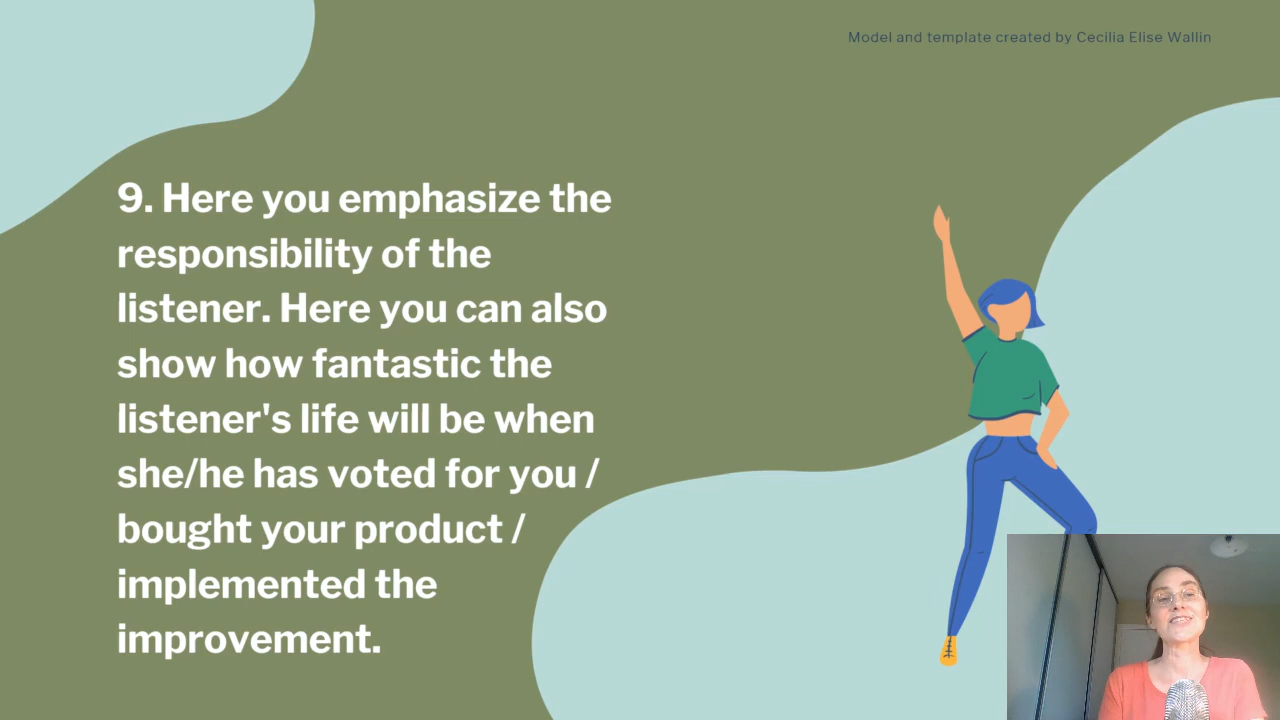 Model and template created by Cecilia Elise Wallin
9. Here you emphasize the
responsibility of the
listener. Here you can also
show how fantastic the
listener's life will be when
she/he has voted for you /
bought your product /
implemented the
improvement.